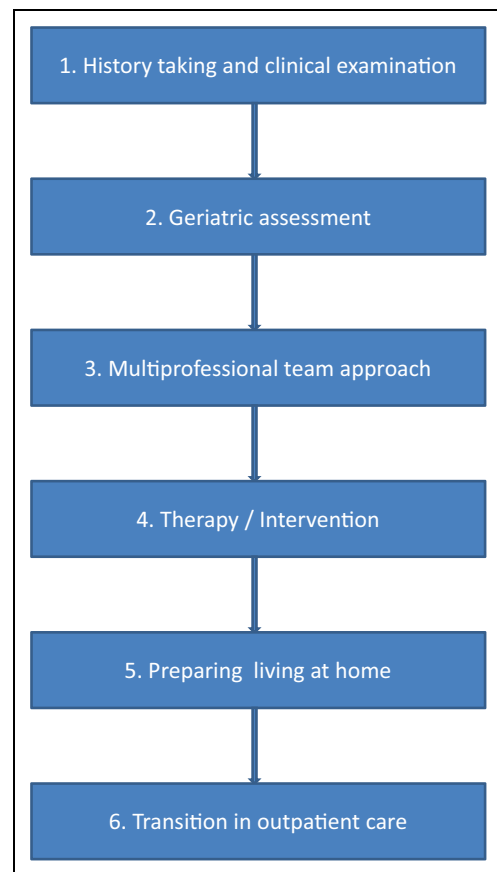 1. History taking and clinical examination
2. Geriatric assessment
3. Multiprofessional team approach
4. Therapy / Intervention
5. Preparing living at home
6. Transition in outpatient care